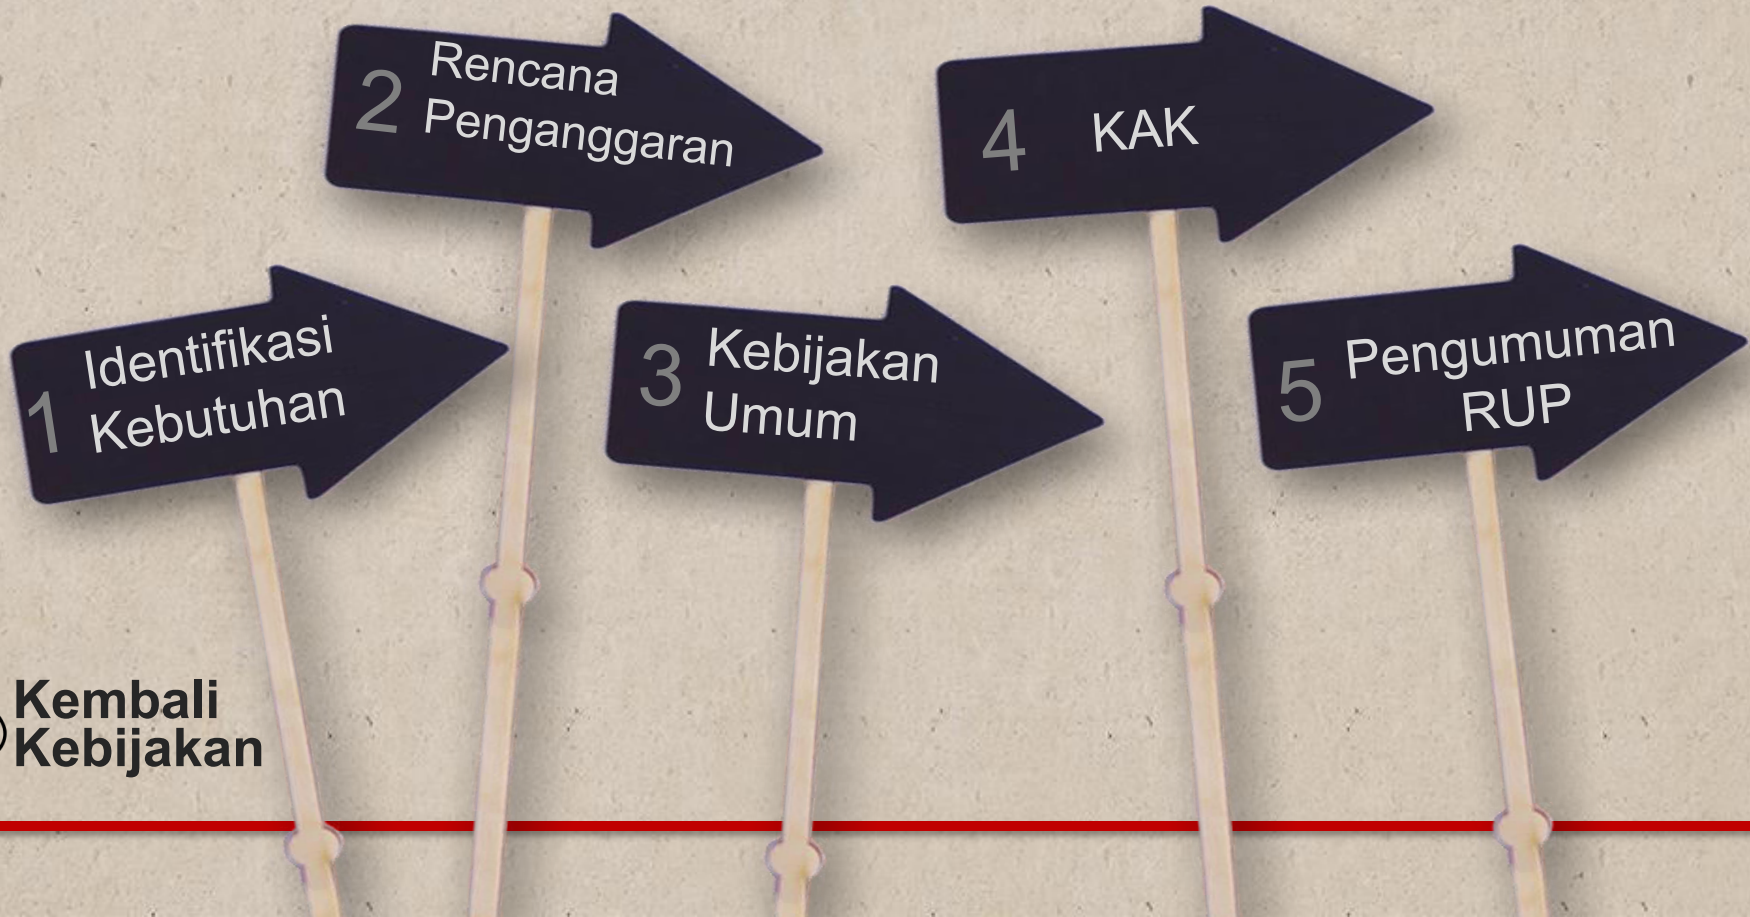 1
Identifikasi
Kebutuhan
2
Rencana
Penganggaran
3
Kebijakan
Umum
4
KAK
5
Pengumuman
RUP
Kembali
Kebijakan